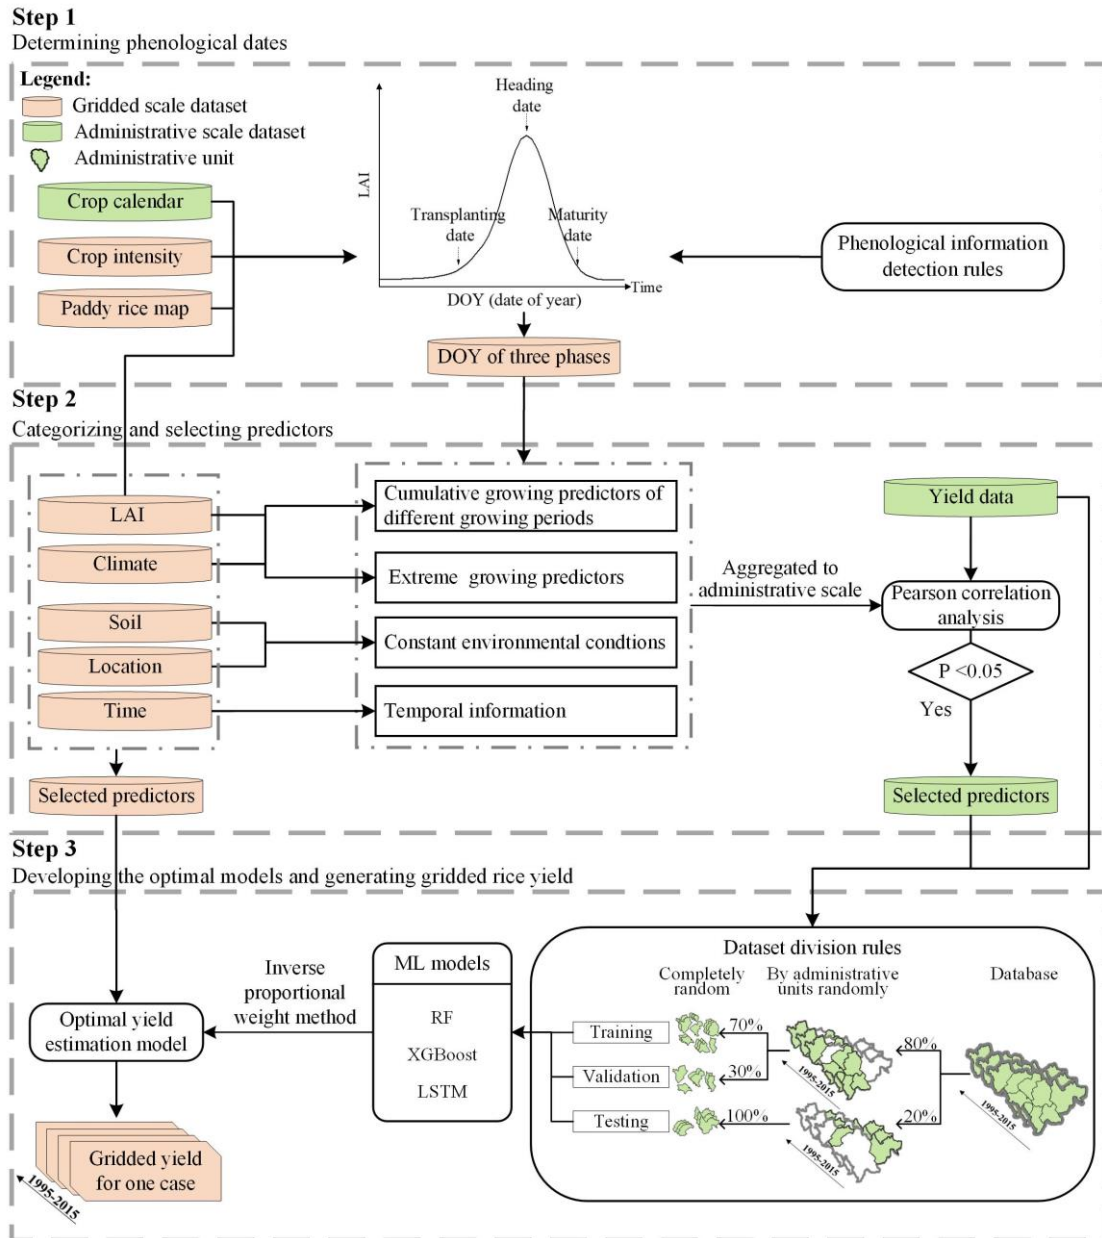 Step 1
Determining phenological dates
Legend:
Gridded scale dataset
Administrative scale dataset
Administrative unit
Crop calendar
Crop intensity
Paddy rice map
LAI
Heading
date
Transplanting
date
Maturity
date
Time
DOY (date of year)
Phenological information
detection rules
DOY of three phases
Step 2
Categorizing and selecting predictors
LAI
Climate
Soil
Location
Time
Selected predictors
Cumulative growing predictors of
different growing periods
Extreme growing predictors
Constant environmental condtions
Temporal information
Aggregated to
administrative scale
Yield data
Pearson correlation
analysis
P <0.05
Yes
Selected predictors
Step 3
Developing the optimal models and generating gridded rice yield
Optimal yield
estimation model
Gridded yield
for one case
1995-2015
Inverse
proportional
weight method
ML models
RF
XGBoost
LSTM
Dataset division rules
Completely
random
By administrative
units randomly
Database
Training
70%
80%
Validation
30%
1995-2015
Testing
100%
20%
1995-2015
1995-2015